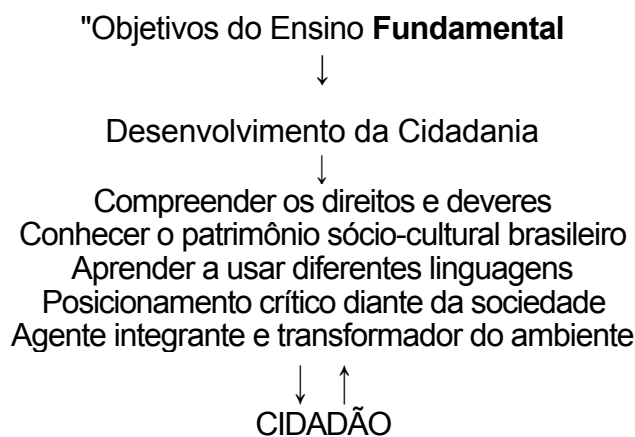 "Objetivos do Ensino Fundamental
↓
Desenvolvimento da Cidadania
↓
Compreender os direitos e deveres
Conhecer o patrimônio sócio-cultural brasileiro
Aprender a usar diferentes linguagens
Posicionamento crítico diante da sociedade
Agente integrante e transformador do ambiente
↓ ↑
CIDADÃO